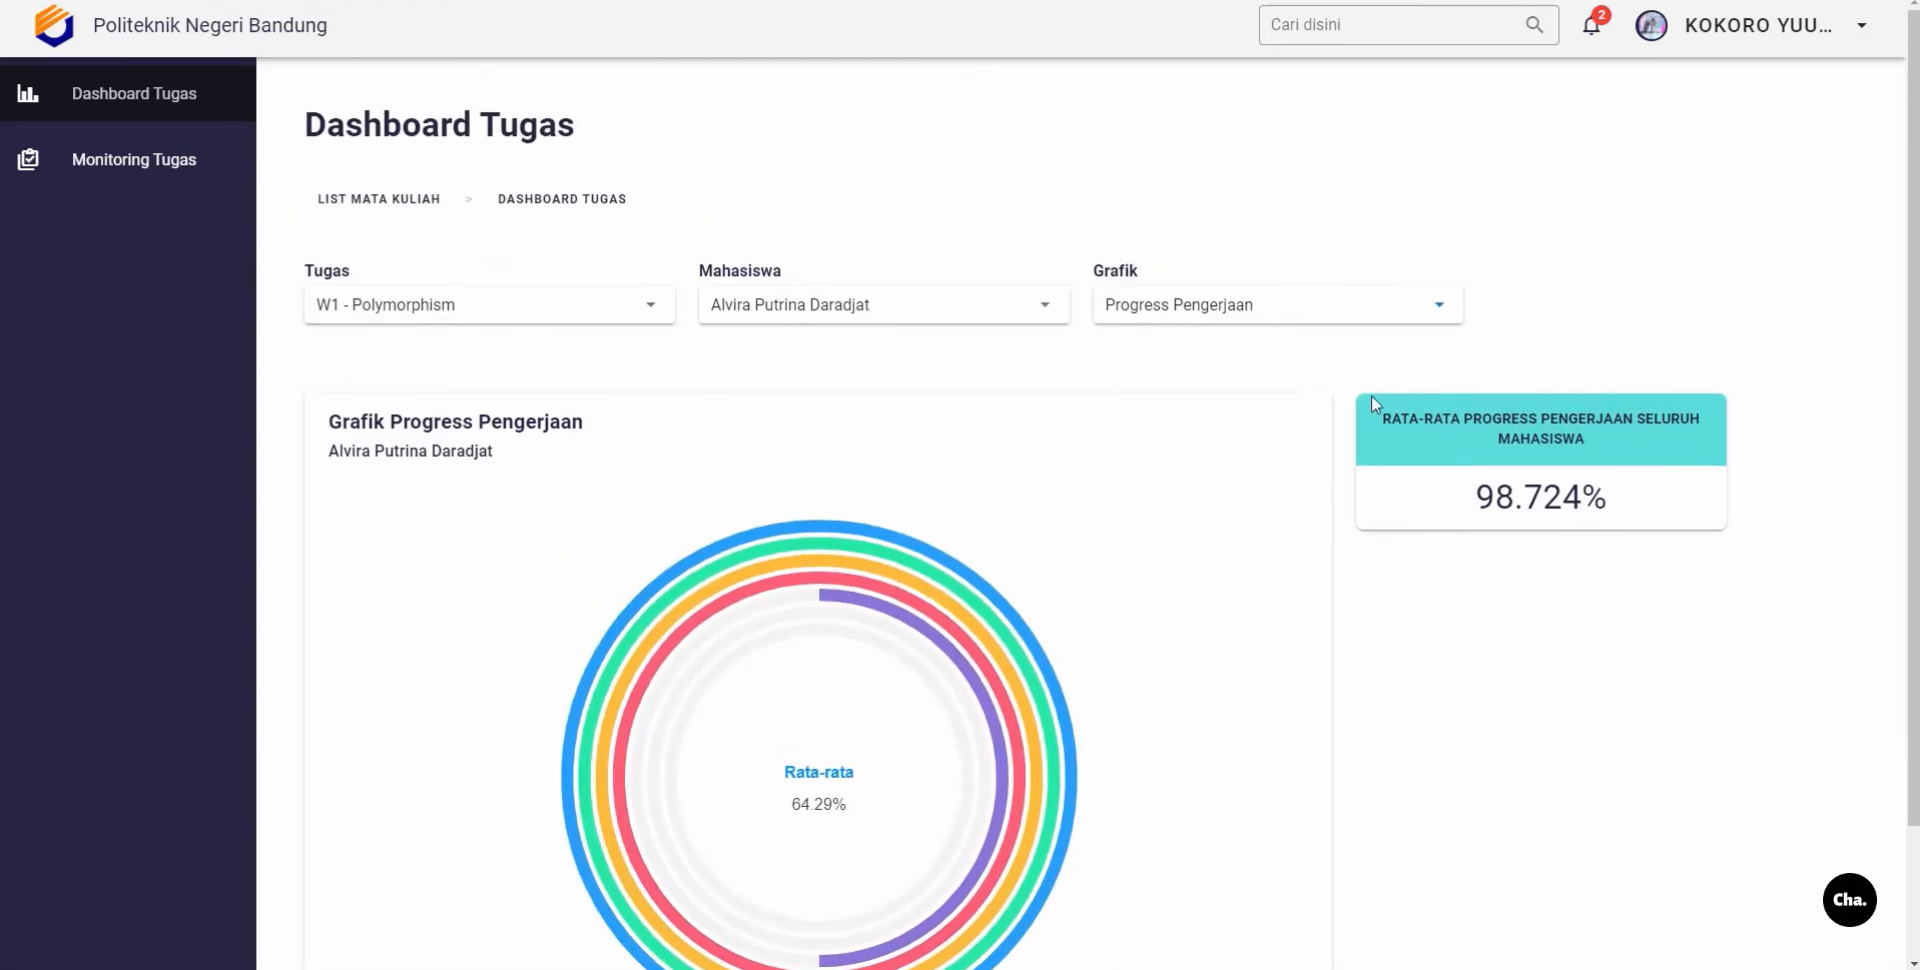 Politeknik Negeri Bandung
Cari disini
2
KOKORO YUU...
Dashboard Tugas
Monitoring Tugas
Dashboard Tugas
LIST MATA KULIAH > DASHBOARD TUGAS
Tugas
W1 - Polymorphism
Mahasiswa
Alvira Putrina Daradjat
Grafik
Progress Pengerjaan
Grafik Progress Pengerjaan
Alvira Putrina Daradjat
Rata-rata
64.29%
RATA-RATA PROGRESS PENGERJAAN SELURUH
MAHASISWA
98.724%
Cha.